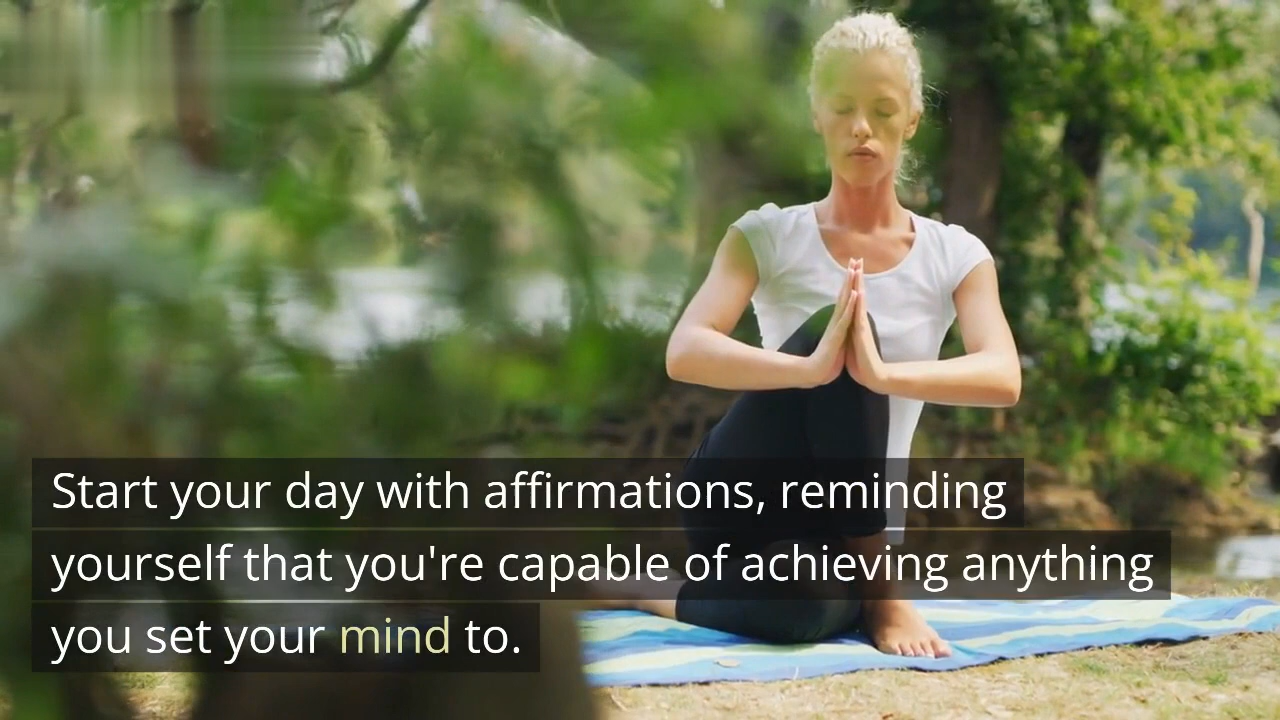 Start your day with affirmations, reminding
yourself that you're capable of achieving anything
you set your mind to.